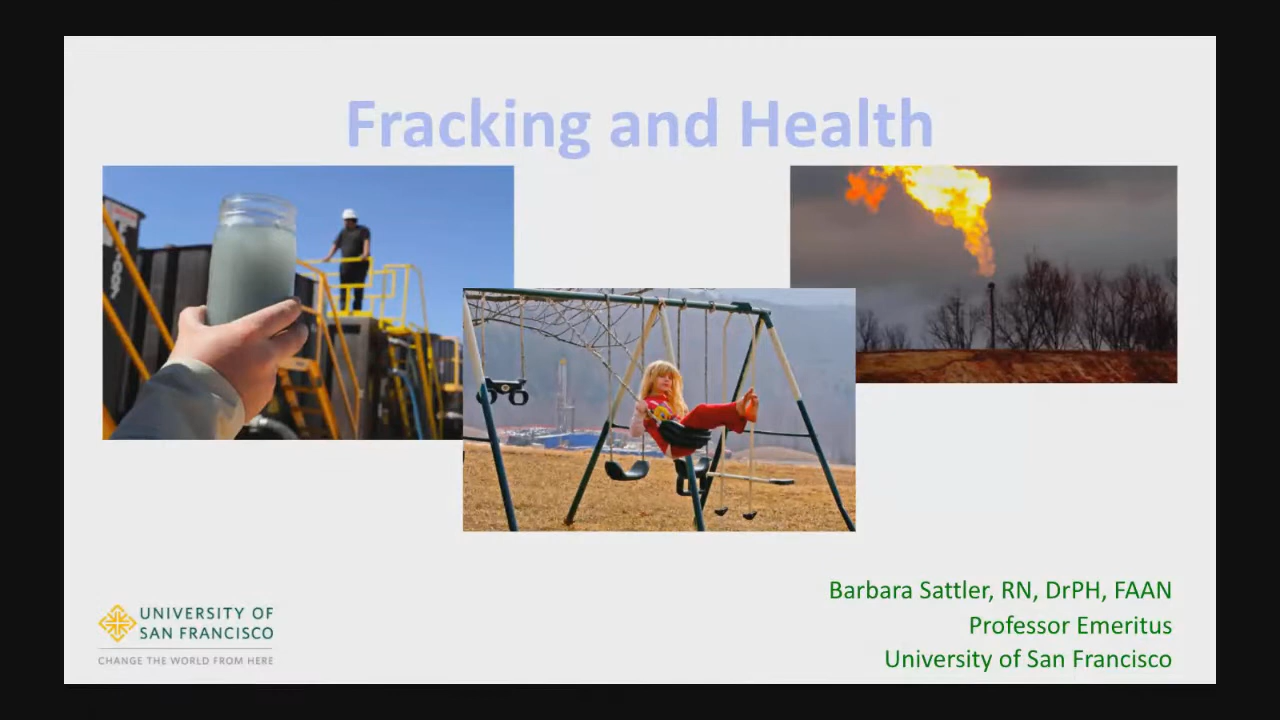 Fracking and Health
Barbara Sattler, RN, DrPH, FAAN
Professor Emeritus
University of San Francisco
UNIVERSITY OF
SAN FRANCISCO
CHANGE THE WORLD FROM HERE